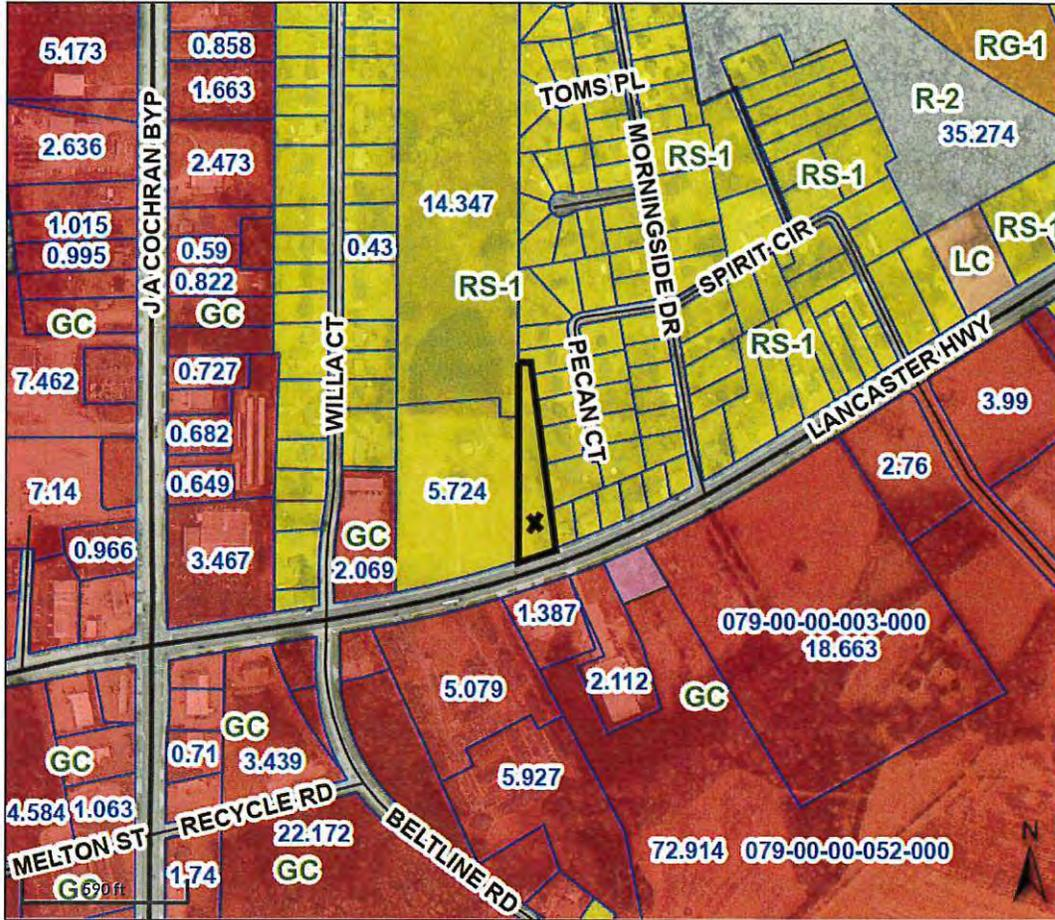 5.173
0.858
RG-1
1.663
TOMS PL
R-2
35.274
2.636
J A COCHRAN BYP
2.473
MORNINGSIDE DR
RS-1
RS-1
14.347
1.015
0.59
0.43
SPIRIT CIR
RS-1
0.995
0.822
LC
RS-1
GC
GC
WILLA CT
RS-1
PECAN CT
LANCASTER HWY
7.462
0.727
3.99
0.682
2.76
7.14
0.649
5.724
GC
0.966
3.467
2.069
1.387
079-00-00-003-000
18.663
5.079
2.112
GC
GC
GC
0.71
3.439
5.927
4.584
1.063
MELTON ST
RECYCLE RD
22.172
BELTLINE RD
72.914 079-00-00-052-000
N
GC
590 ft
1.74
GC